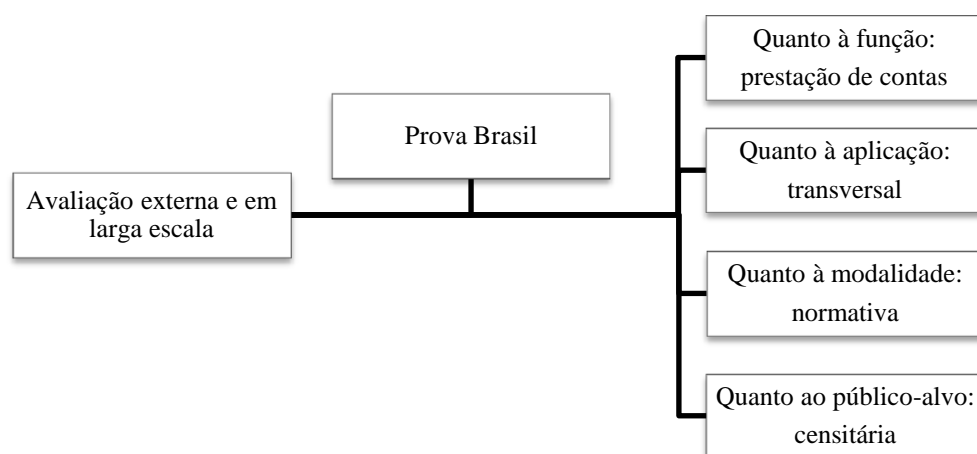 Quanto à função:
prestação de contas
Prova Brasil
Quanto à aplicação:
transversal
Avaliação externa e em
larga escala
Quanto à modalidade:
normativa
Quanto ao público-alvo:
censitária